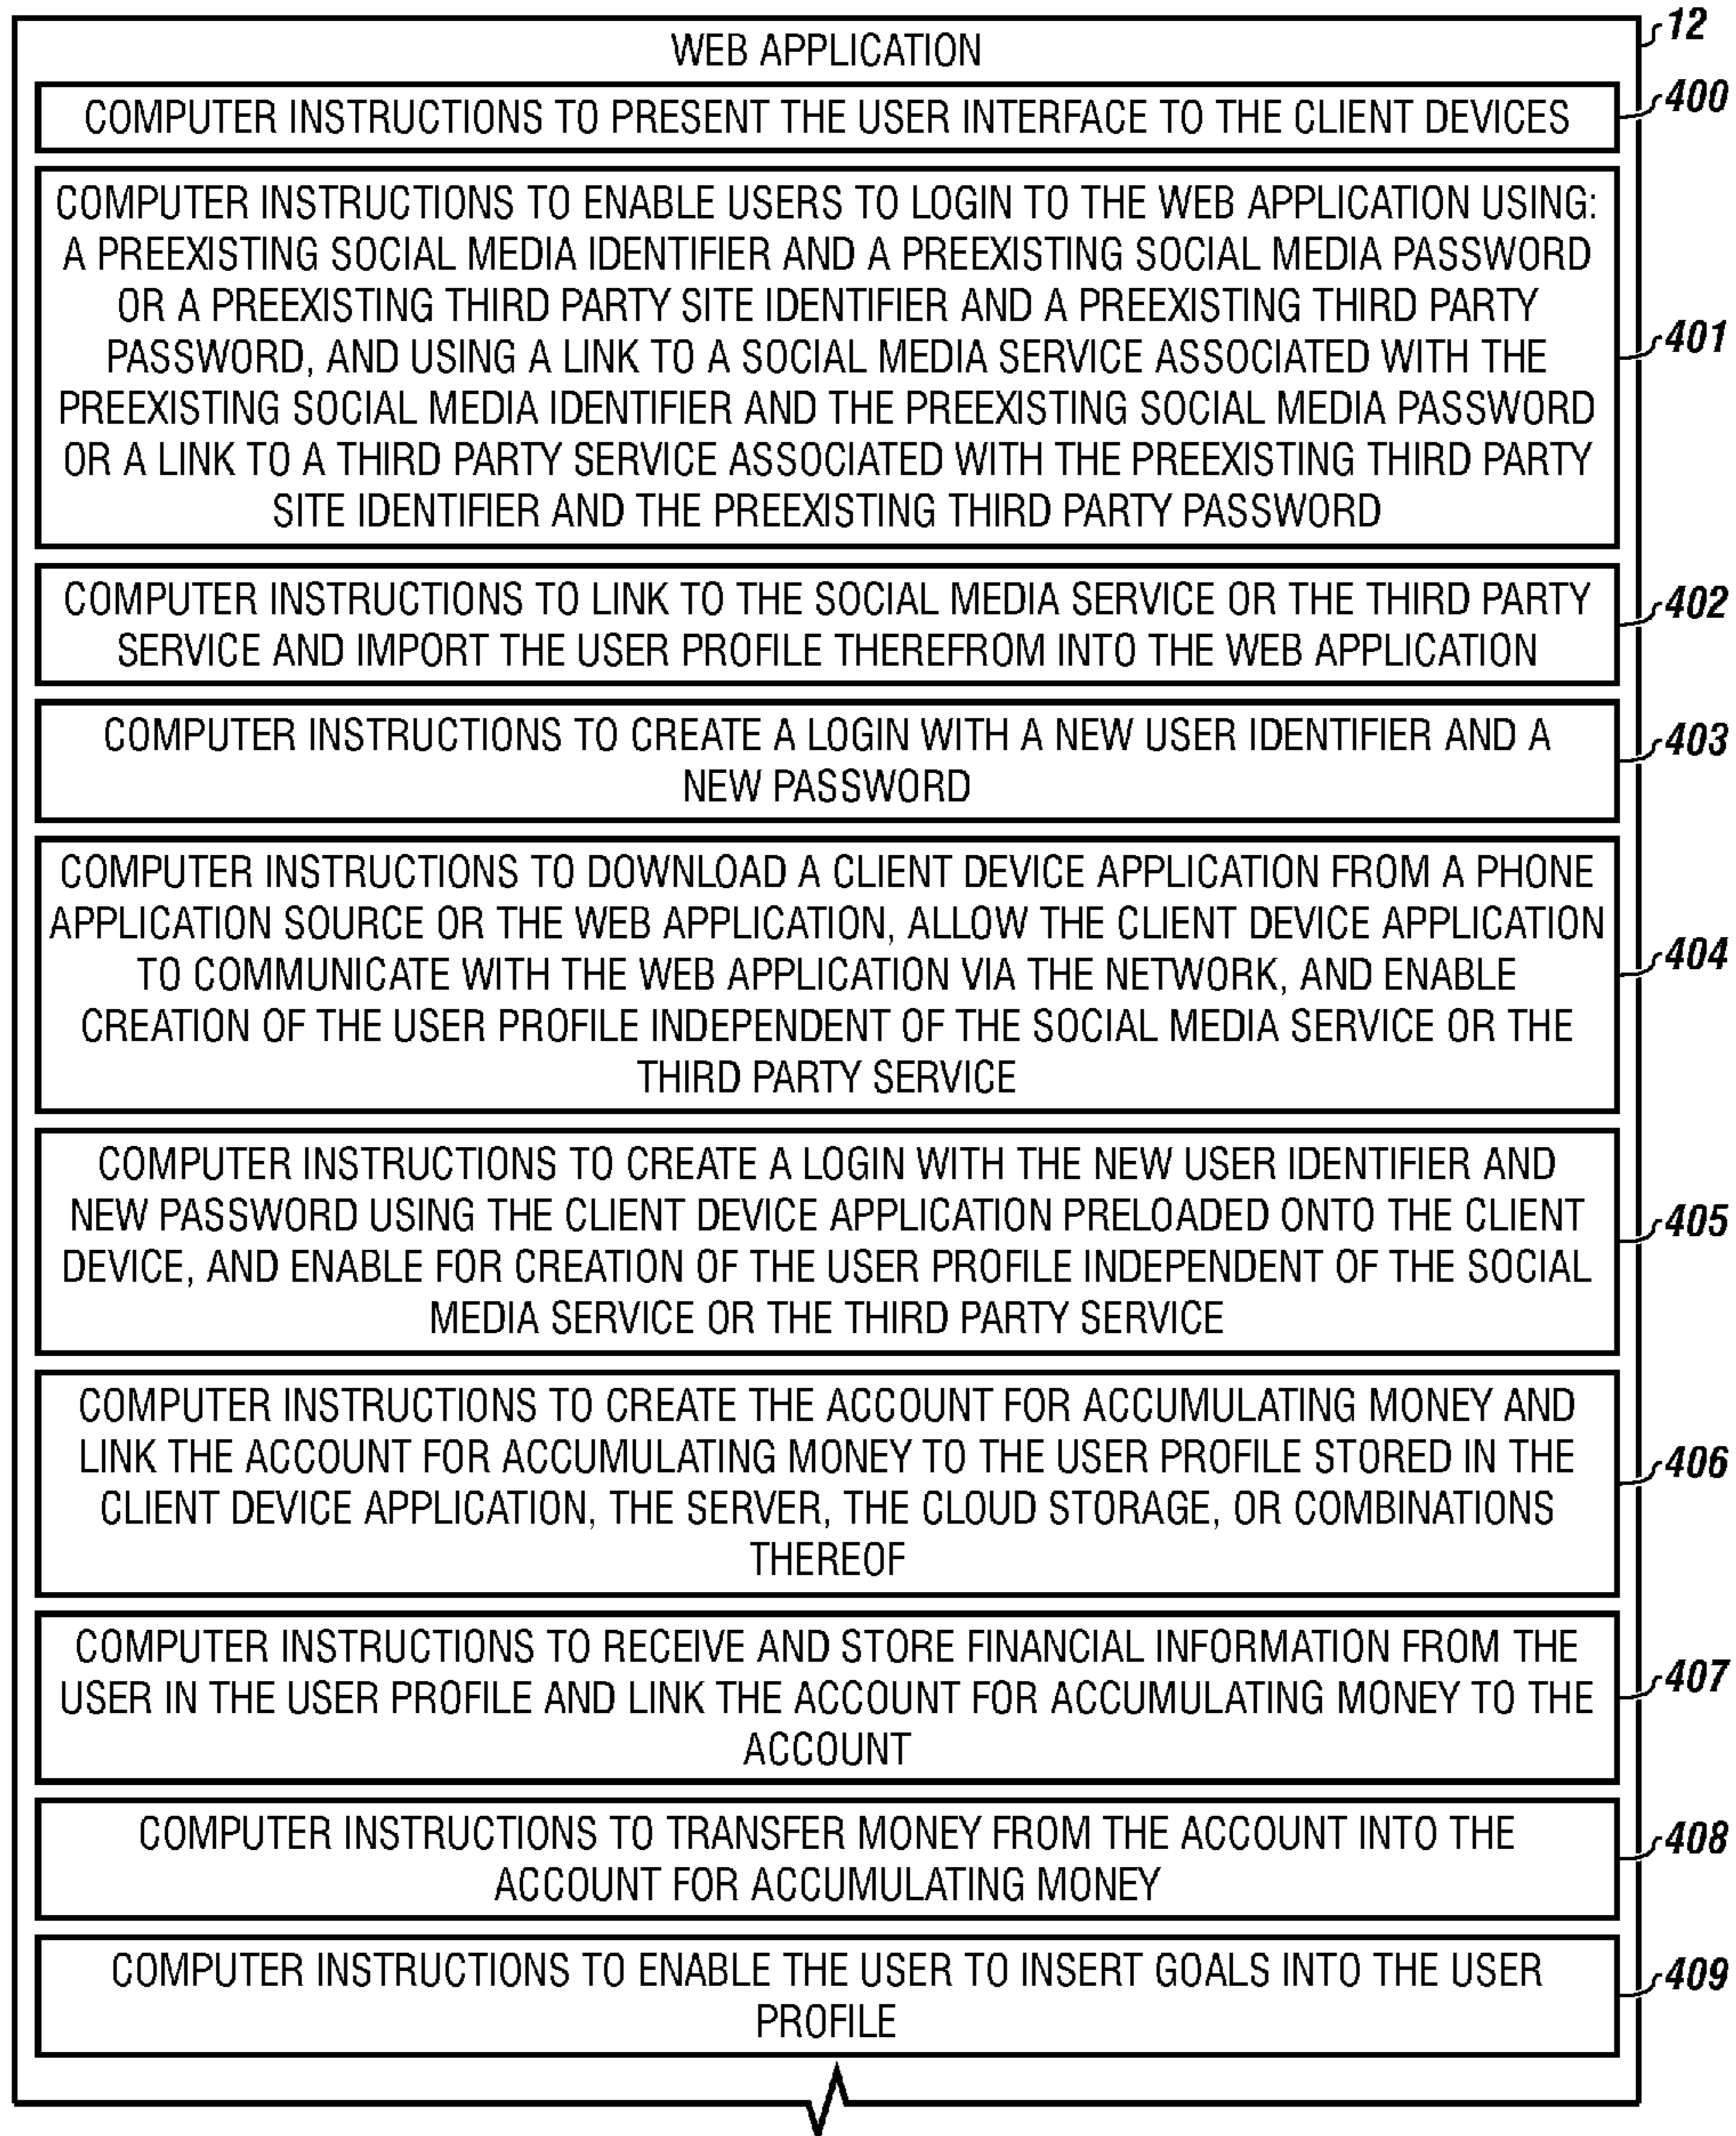 WEB APPLICATION
12
COMPUTER INSTRUCTIONS TO PRESENT THE USER INTERFACE TO THE CLIENT DEVICES
400
COMPUTER INSTRUCTIONS TO ENABLE USERS TO LOGIN TO THE WEB APPLICATION USING:
A PREEXISTING SOCIAL MEDIA IDENTIFIER AND A PREEXISTING SOCIAL MEDIA PASSWORD
OR A PREEXISTING THIRD PARTY SITE IDENTIFIER AND A PREEXISTING THIRD PARTY
PASSWORD, AND USING A LINK TO A SOCIAL MEDIA SERVICE ASSOCIATED WITH THE
PREEXISTING SOCIAL MEDIA IDENTIFIER AND THE PREEXISTING SOCIAL MEDIA PASSWORD
OR A LINK TO A THIRD PARTY SERVICE ASSOCIATED WITH THE PREEXISTING THIRD PARTY
SITE IDENTIFIER AND THE PREEXISTING THIRD PARTY PASSWORD
401
COMPUTER INSTRUCTIONS TO LINK TO THE SOCIAL MEDIA SERVICE OR THE THIRD PARTY
SERVICE AND IMPORT THE USER PROFILE THEREFROM INTO THE WEB APPLICATION
402
COMPUTER INSTRUCTIONS TO CREATE A LOGIN WITH A NEW USER IDENTIFIER AND A
NEW PASSWORD
403
COMPUTER INSTRUCTIONS TO DOWNLOAD A CLIENT DEVICE APPLICATION FROM A PHONE
APPLICATION SOURCE OR THE WEB APPLICATION, ALLOW THE CLIENT DEVICE APPLICATION
TO COMMUNICATE WITH THE WEB APPLICATION VIA THE NETWORK, AND ENABLE
CREATION OF THE USER PROFILE INDEPENDENT OF THE SOCIAL MEDIA SERVICE OR THE
THIRD PARTY SERVICE
404
COMPUTER INSTRUCTIONS TO CREATE A LOGIN WITH THE NEW USER IDENTIFIER AND
NEW PASSWORD USING THE CLIENT DEVICE APPLICATION PRELOADED ONTO THE CLIENT
DEVICE, AND ENABLE FOR CREATION OF THE USER PROFILE INDEPENDENT OF THE SOCIAL
MEDIA SERVICE OR THE THIRD PARTY SERVICE
405
COMPUTER INSTRUCTIONS TO CREATE THE ACCOUNT FOR ACCUMULATING MONEY AND
LINK THE ACCOUNT FOR ACCUMULATING MONEY TO THE USER PROFILE STORED IN THE
CLIENT DEVICE APPLICATION, THE SERVER, THE CLOUD STORAGE, OR COMBINATIONS
THEREOF
406
COMPUTER INSTRUCTIONS TO RECEIVE AND STORE FINANCIAL INFORMATION FROM THE
USER IN THE USER PROFILE AND LINK THE ACCOUNT FOR ACCUMULATING MONEY TO THE
ACCOUNT
407
COMPUTER INSTRUCTIONS TO TRANSFER MONEY FROM THE ACCOUNT INTO THE
ACCOUNT FOR ACCUMULATING MONEY
408
COMPUTER INSTRUCTIONS TO ENABLE THE USER TO INSERT GOALS INTO THE USER
PROFILE
409